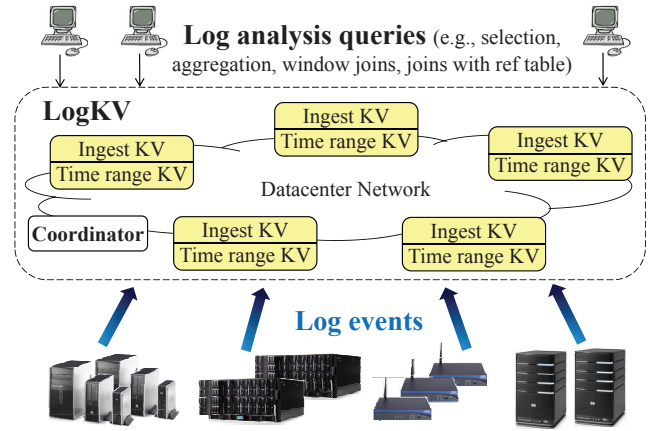 Log analysis queries (e.g., selection,
aggregation, window joins, joins with ref table)
LogKV
Ingest KV
Time range KV
Ingest KV
Time range KV
Ingest KV
Time range KV
Datacenter Network
Coordinator
Ingest KV
Time range KV
Ingest KV
Time range KV
Log events